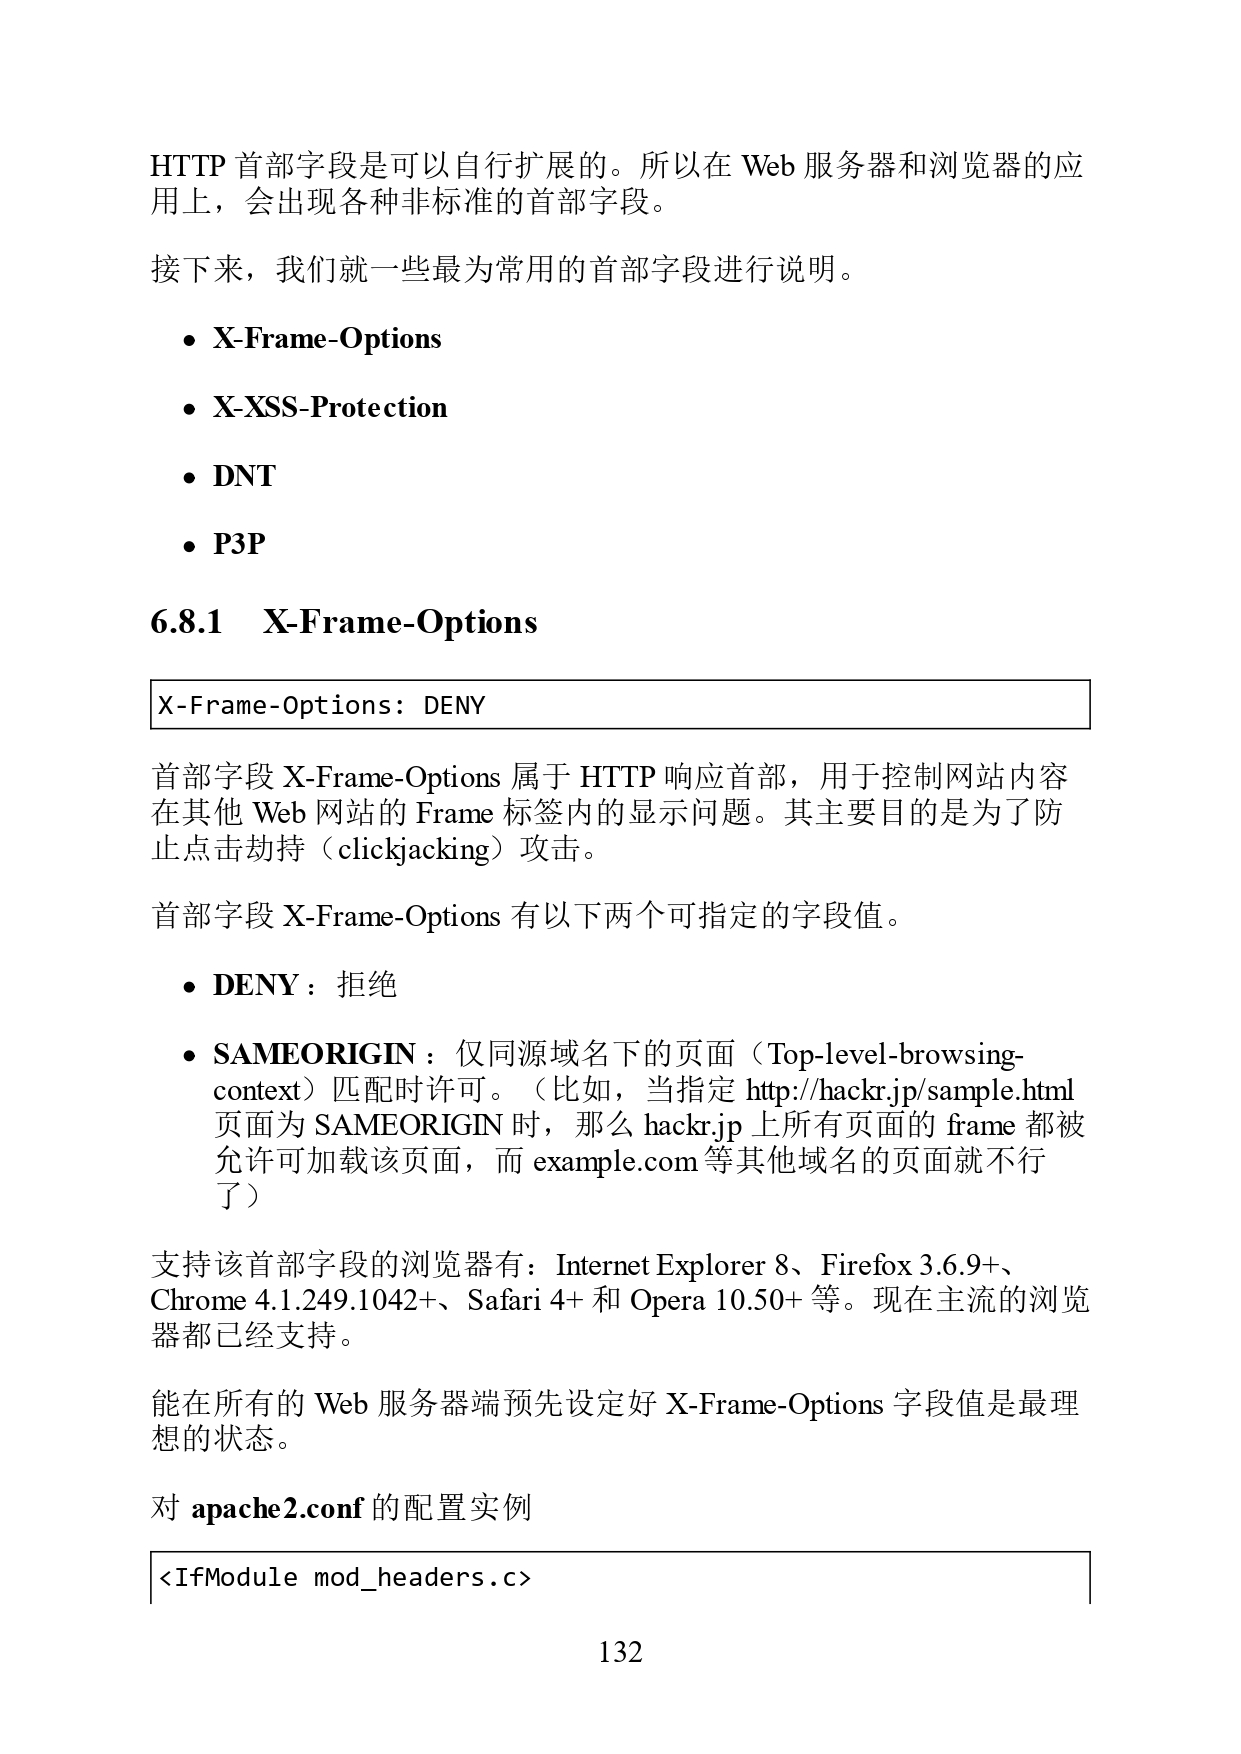 HTTP 首部字段是可以自行扩展的。所以在 Web 服务器和浏览器的应
用上，会出现各种非标准的首部字段。
接下来，我们就一些最为常用的首部字段进行说明。
● X-Frame-Options
● X-XSS-Protection
● DNT
● P3P
6.8.1 X-Frame-Options
X-Frame-Options: DENY
首部字段 X-Frame-Options 属于 HTTP 响应首部，用于控制网站内容
在其他 Web 网站的 Frame 标签内的显示问题。其主要目的是为了防
止点击劫持（clickjacking）攻击。
首部字段 X-Frame-Options 有以下两个可指定的字段值。
● DENY：拒绝
● SAMEORIGIN：仅同源域名下的页面（Top-level-browsing-
context）匹配时许可。（比如，当指定 http://hackr.jp/sample.html
页面为 SAMEORIGIN 时，那么 hackr.jp 上所有页面的 frame 都被
允许可加载该页面，而 example.com 等其他域名的页面就不行
了）
支持该首部字段的浏览器有：Internet Explorer 8、Firefox 3.6.9+、
Chrome 4.1.249.1042+、Safari 4+ 和 Opera 10.50+ 等。现在主流的浏览
器都已经支持。
能在所有的 Web 服务器端预先设定好 X-Frame-Options 字段值是最理
想的状态。
对 apache2.conf 的配置实例
<IfModule mod_headers.c>
132